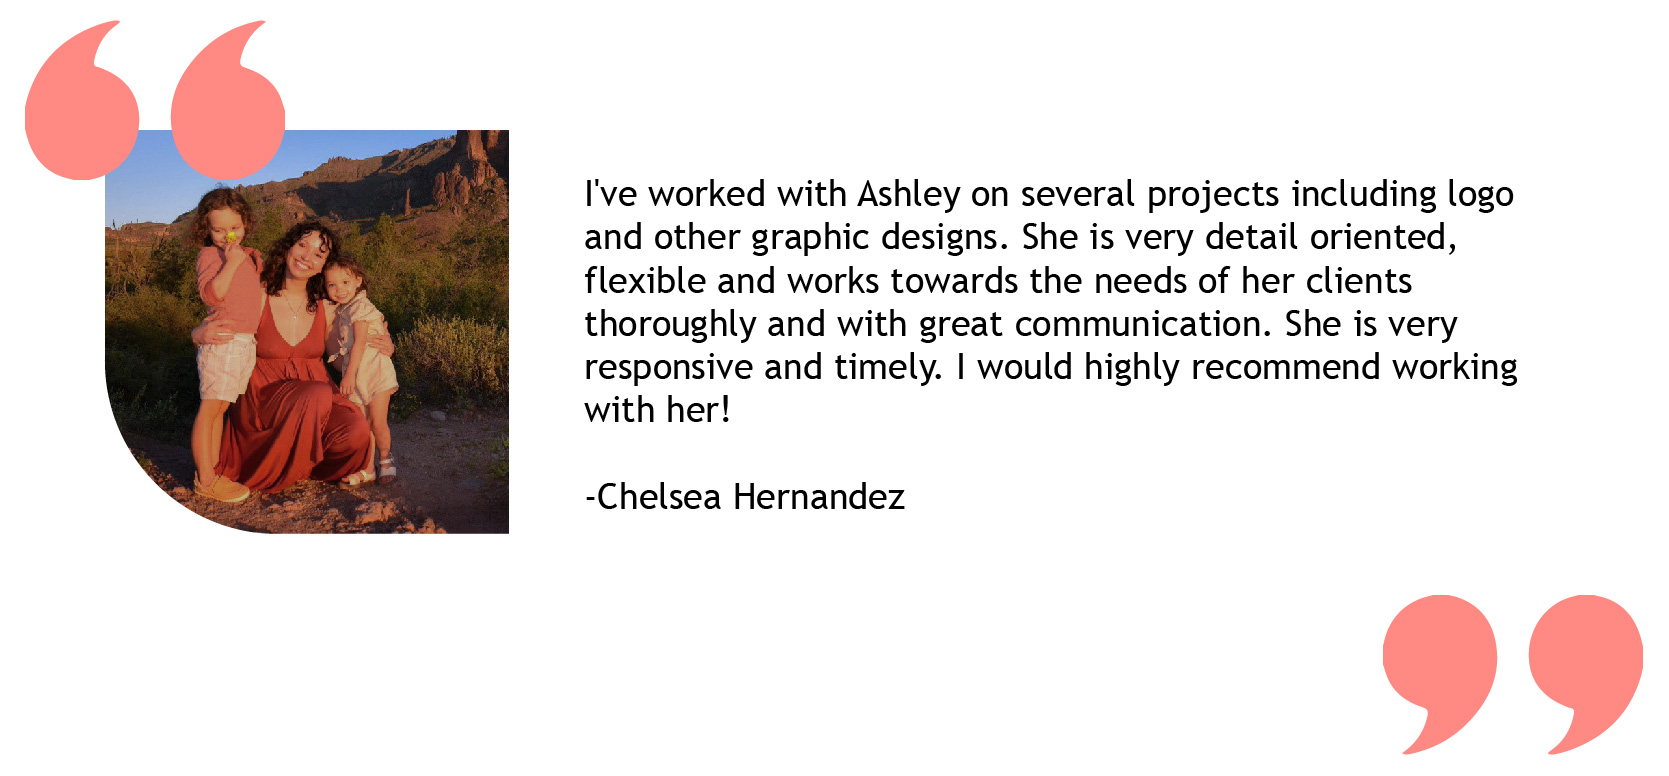 I've worked with Ashley on several projects including logo
and other graphic designs. She is very detail oriented,
flexible and works towards the needs of her clients
thoroughly and with great communication. She is very
responsive and timely. I would highly recommend working
with her!
-Chelsea Hernandez